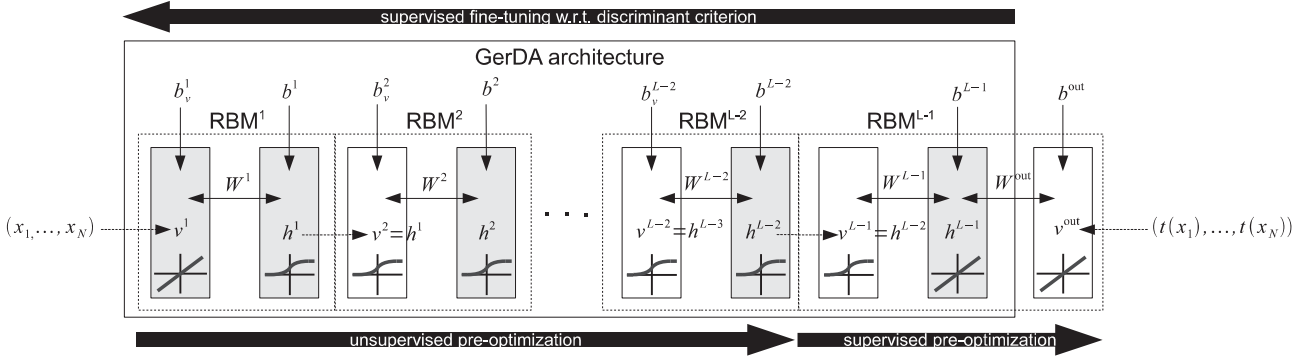 supervised fine-tuning w.r.t. discriminant criterion
GerDA architecture
b_v^1 b^1 b_v^2 b^2 b_v^{L-2} b^{L-2} b^{L-1} b^{out}
RBM^1 RBM^2 RBM^{L-2} RBM^{L-1}
W^1 W^2 W^{L-2} W^{L-1} W^{out}
(x_1,...,x_N) v^1 h^1 v^2=h^1 h^2 . . . v^{L-2}=h^{L-3} h^{L-2} v^{L-1}=h^{L-2} h^{L-1} v^{out} (t(x_1),...,t(x_N))
unsupervised pre-optimization supervised pre-optimization